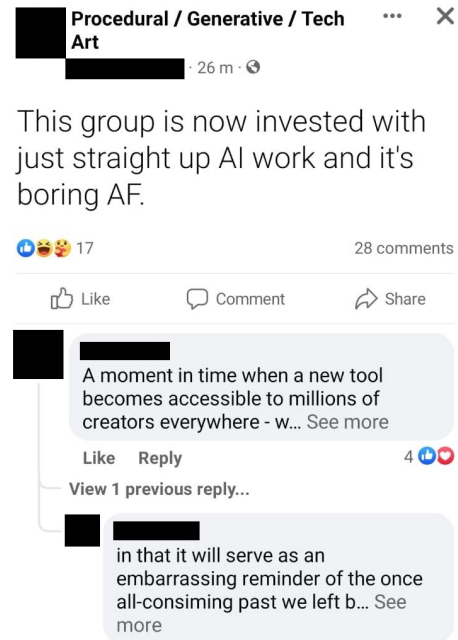 Procedural / Generative / Tech
Art
· 26 m ·
This group is now invested with
just straight up AI work and it's
boring AF.
17
28 comments
Like
Comment
Share
A moment in time when a new tool
becomes accessible to millions of
creators everywhere - w... See more
Like Reply
4
View 1 previous reply...
in that it will serve as an
embarrassing reminder of the once
all-consiming past we left b... See
more